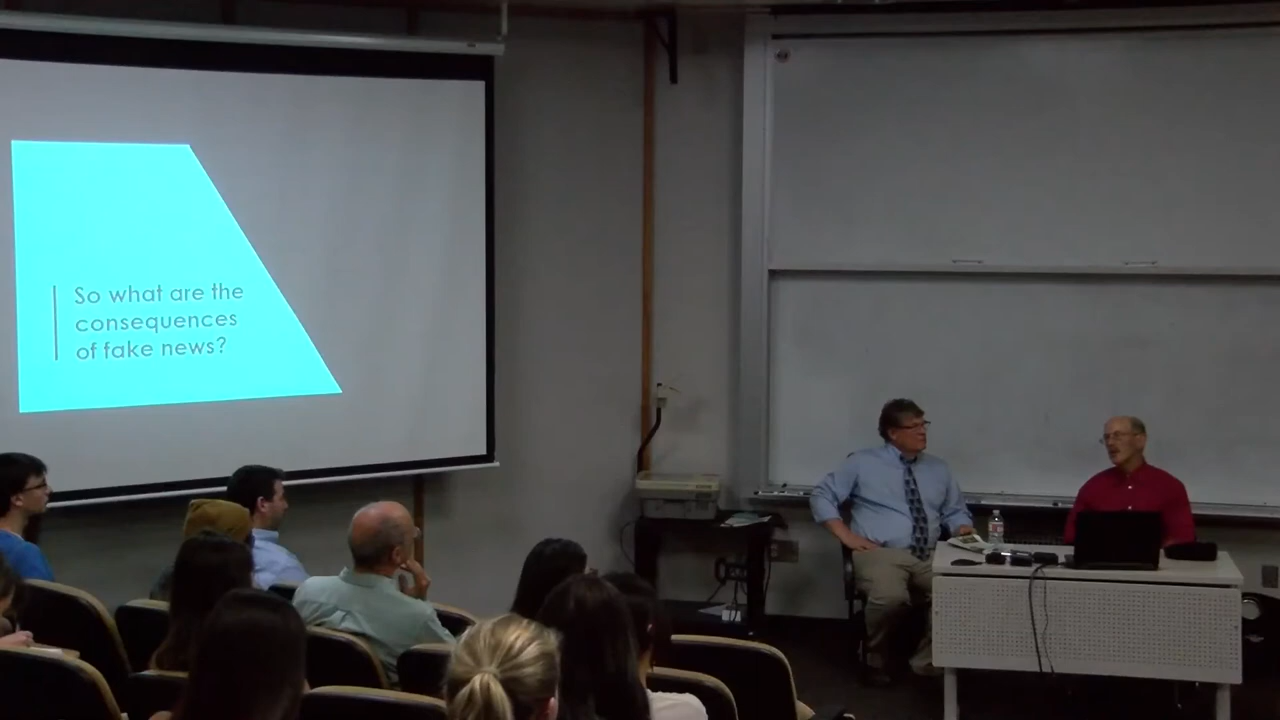 So what are the
consequences
of fake news?